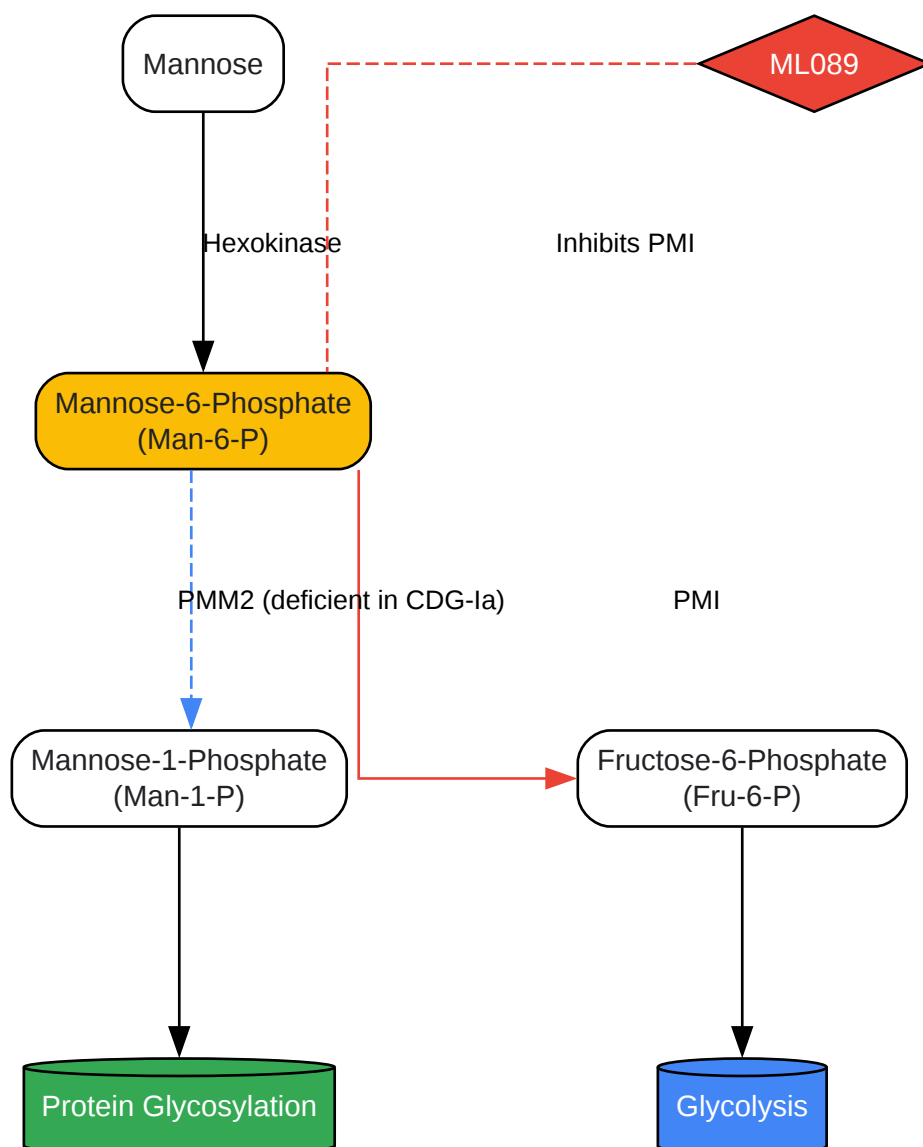 Mannose
ML089
Hexokinase
Inhibits PMI
Mannose-6-Phosphate
(Man-6-P)
PMM2 (deficient in CDG-Ia)
PMI
Mannose-1-Phosphate
(Man-1-P)
Fructose-6-Phosphate
(Fru-6-P)
Protein Glycosylation
Glycolysis